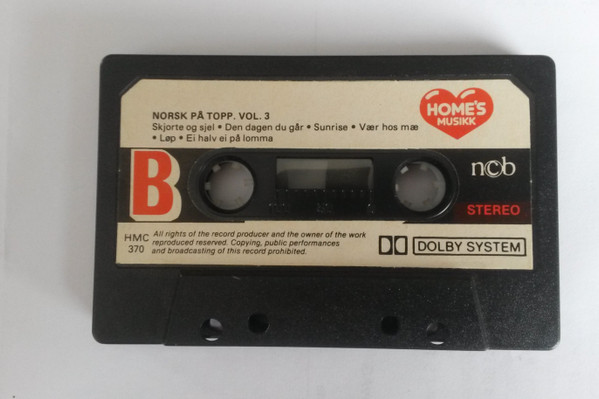 NORSK PÅ TOPP. VOL. 3
Skjorte og sjel • Den dagen du går • Sunrise • Vær hos mæ
• Løp • Ei halv ei på lomma
HOME'S
MUSIKK
B
ncb
STEREO
HMC
370
All rights of the record producer and the owner of the work
reproduced reserved. Copying, public performances
and broadcasting of this record prohibited.
DOLBY SYSTEM